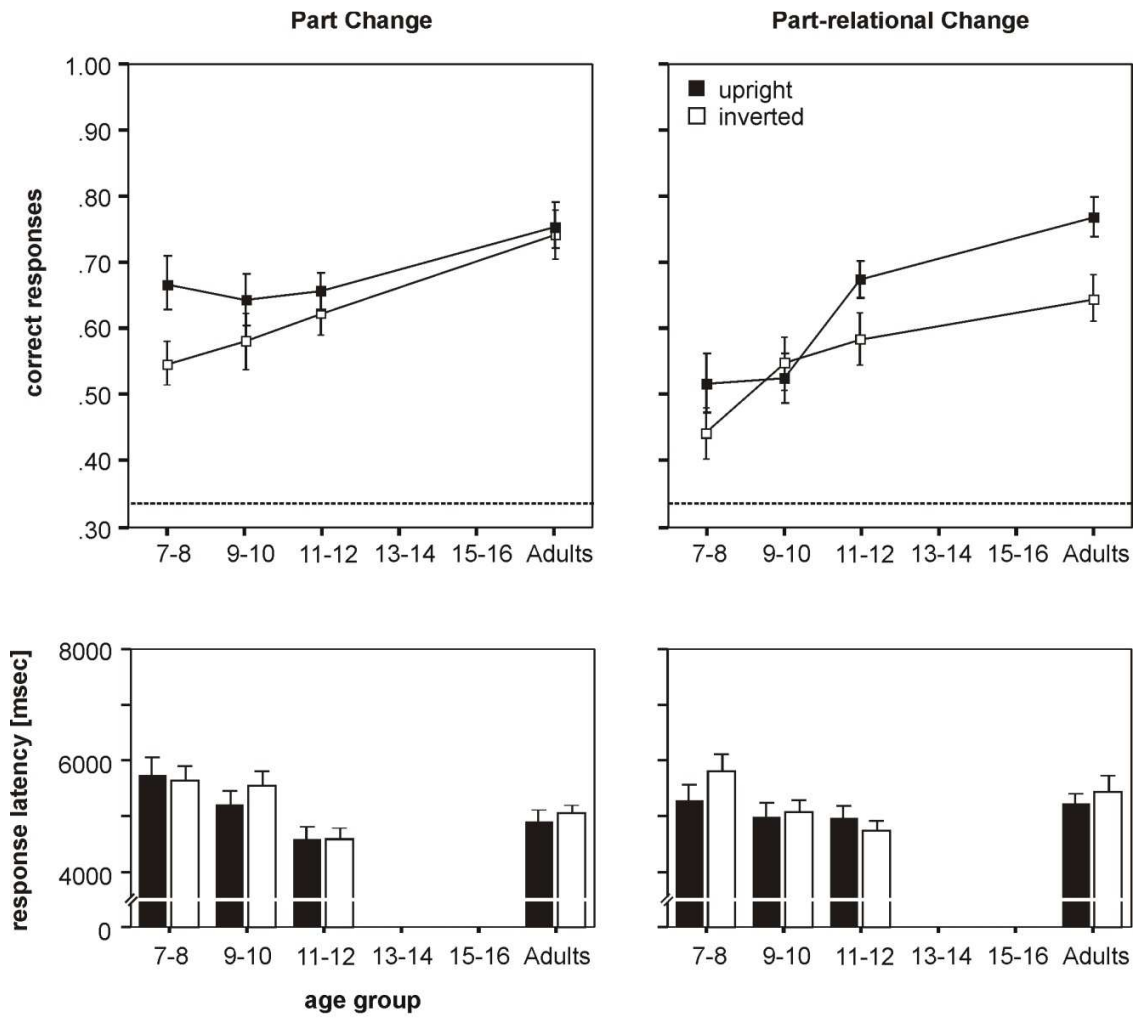 Part Change
Part-relational Change
correct responses
1.00
.90
.80
.70
.60
.50
.40
.30
7-8 9-10 11-12 13-14 15-16 Adults
upright
inverted
7-8 9-10 11-12 13-14 15-16 Adults
response latency [msec]
8000
6000
4000
0
7-8 9-10 11-12 13-14 15-16 Adults
age group
7-8 9-10 11-12 13-14 15-16 Adults